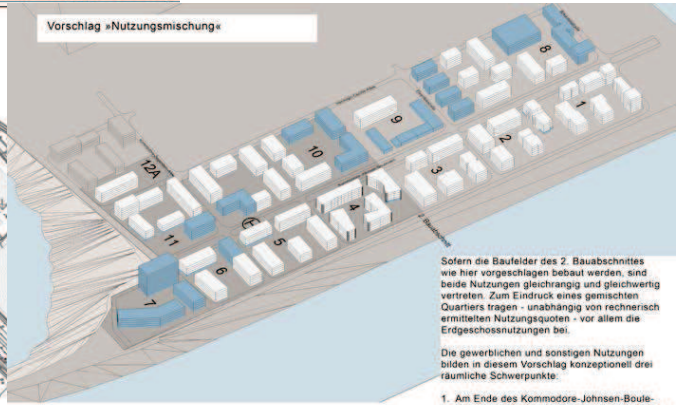 Vorschlag »Nutzungsmischung«
8
1
9
2
10
3
12A
4
11
5
6
7
2. Bauabschnitt
Sofern die Baufelder des 2. Bauabschnittes
wie hier vorgeschlagen bebaut werden, sind
beide Nutzungen gleichrangig und gleichwertig
vertreten. Zum Eindruck eines gemischten
Quartiers tragen - unabhängig von rechnerisch
ermittelten Nutzungsquoten - vor allem die
Erdgeschossnutzungen bei.
Die gewerblichen und sonstigen Nutzungen
bilden in diesem Vorschlag konzeptionell drei
räumliche Schwerpunkte:
1. Am Ende des Kommodore-Johnsen-Boule-